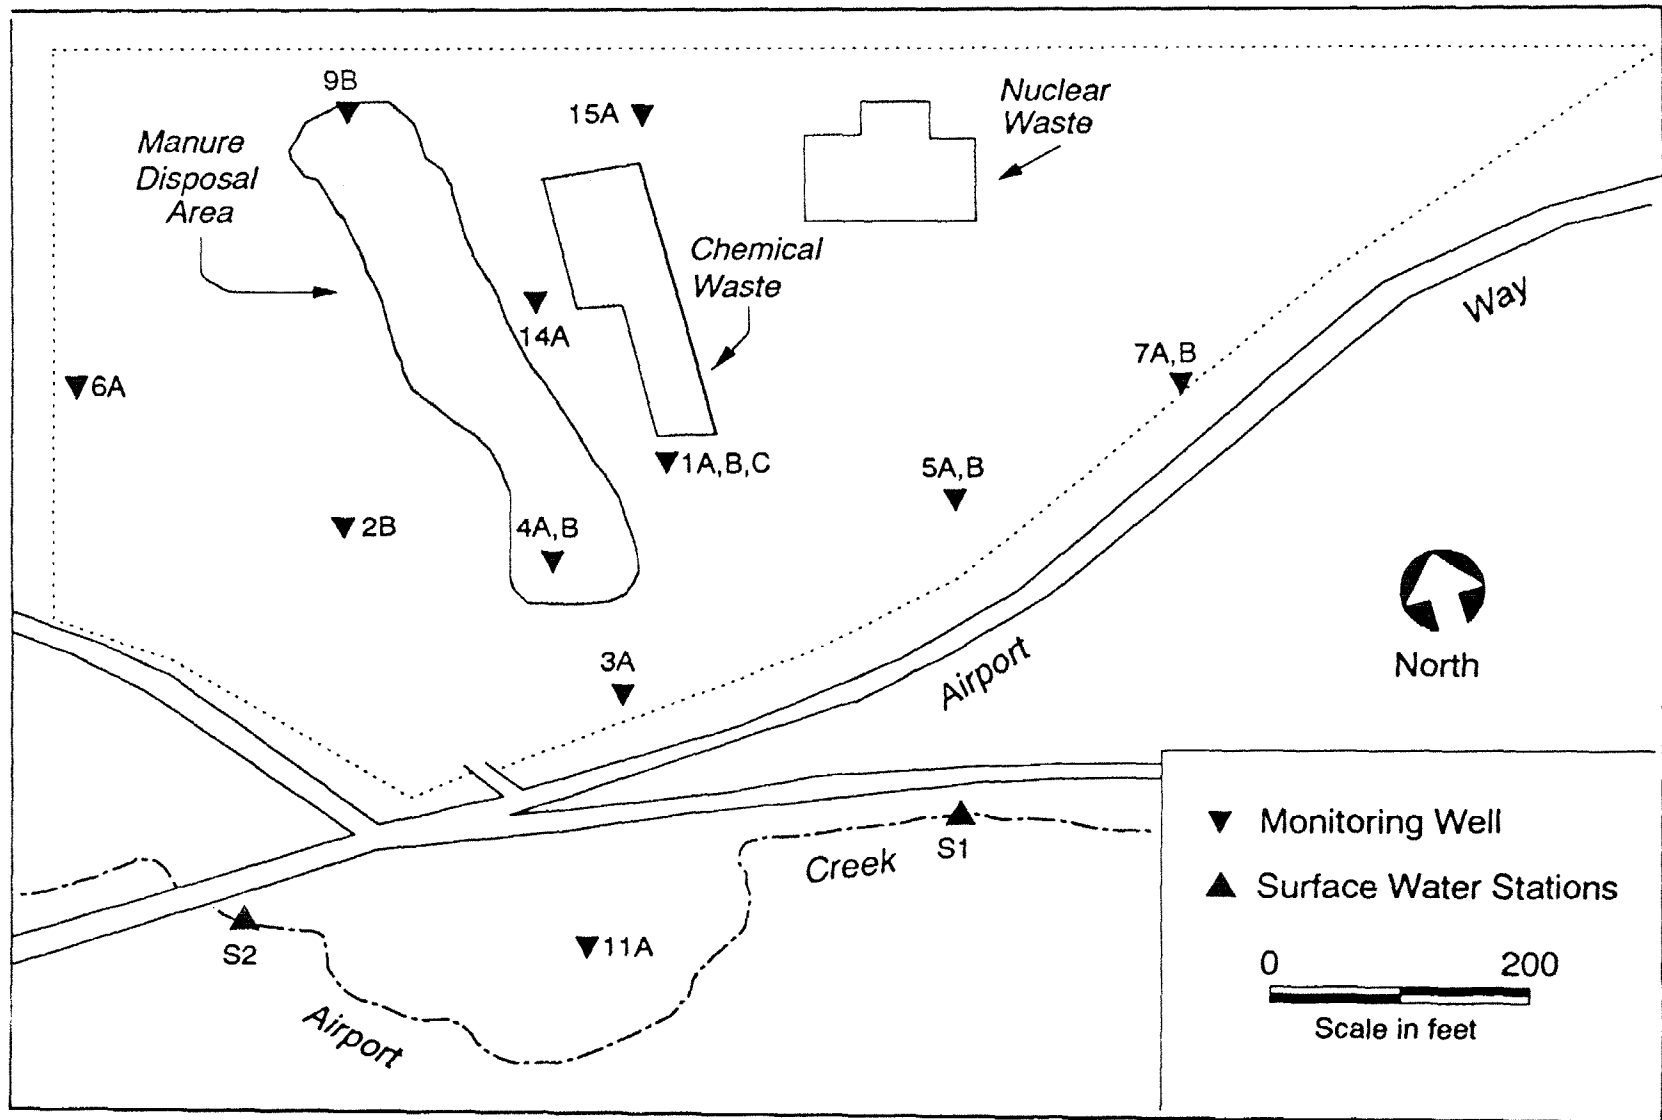 9B
15A
Nuclear
Waste
Manure
Disposal
Area
Chemical
Waste
14A
Way
7A,B
6A
1A,B,C
5A,B
2B
4A,B
3A
Airport
North
Monitoring Well
Creek
S1
Surface Water Stations
11A
S2
0 200
Airport
Scale in feet